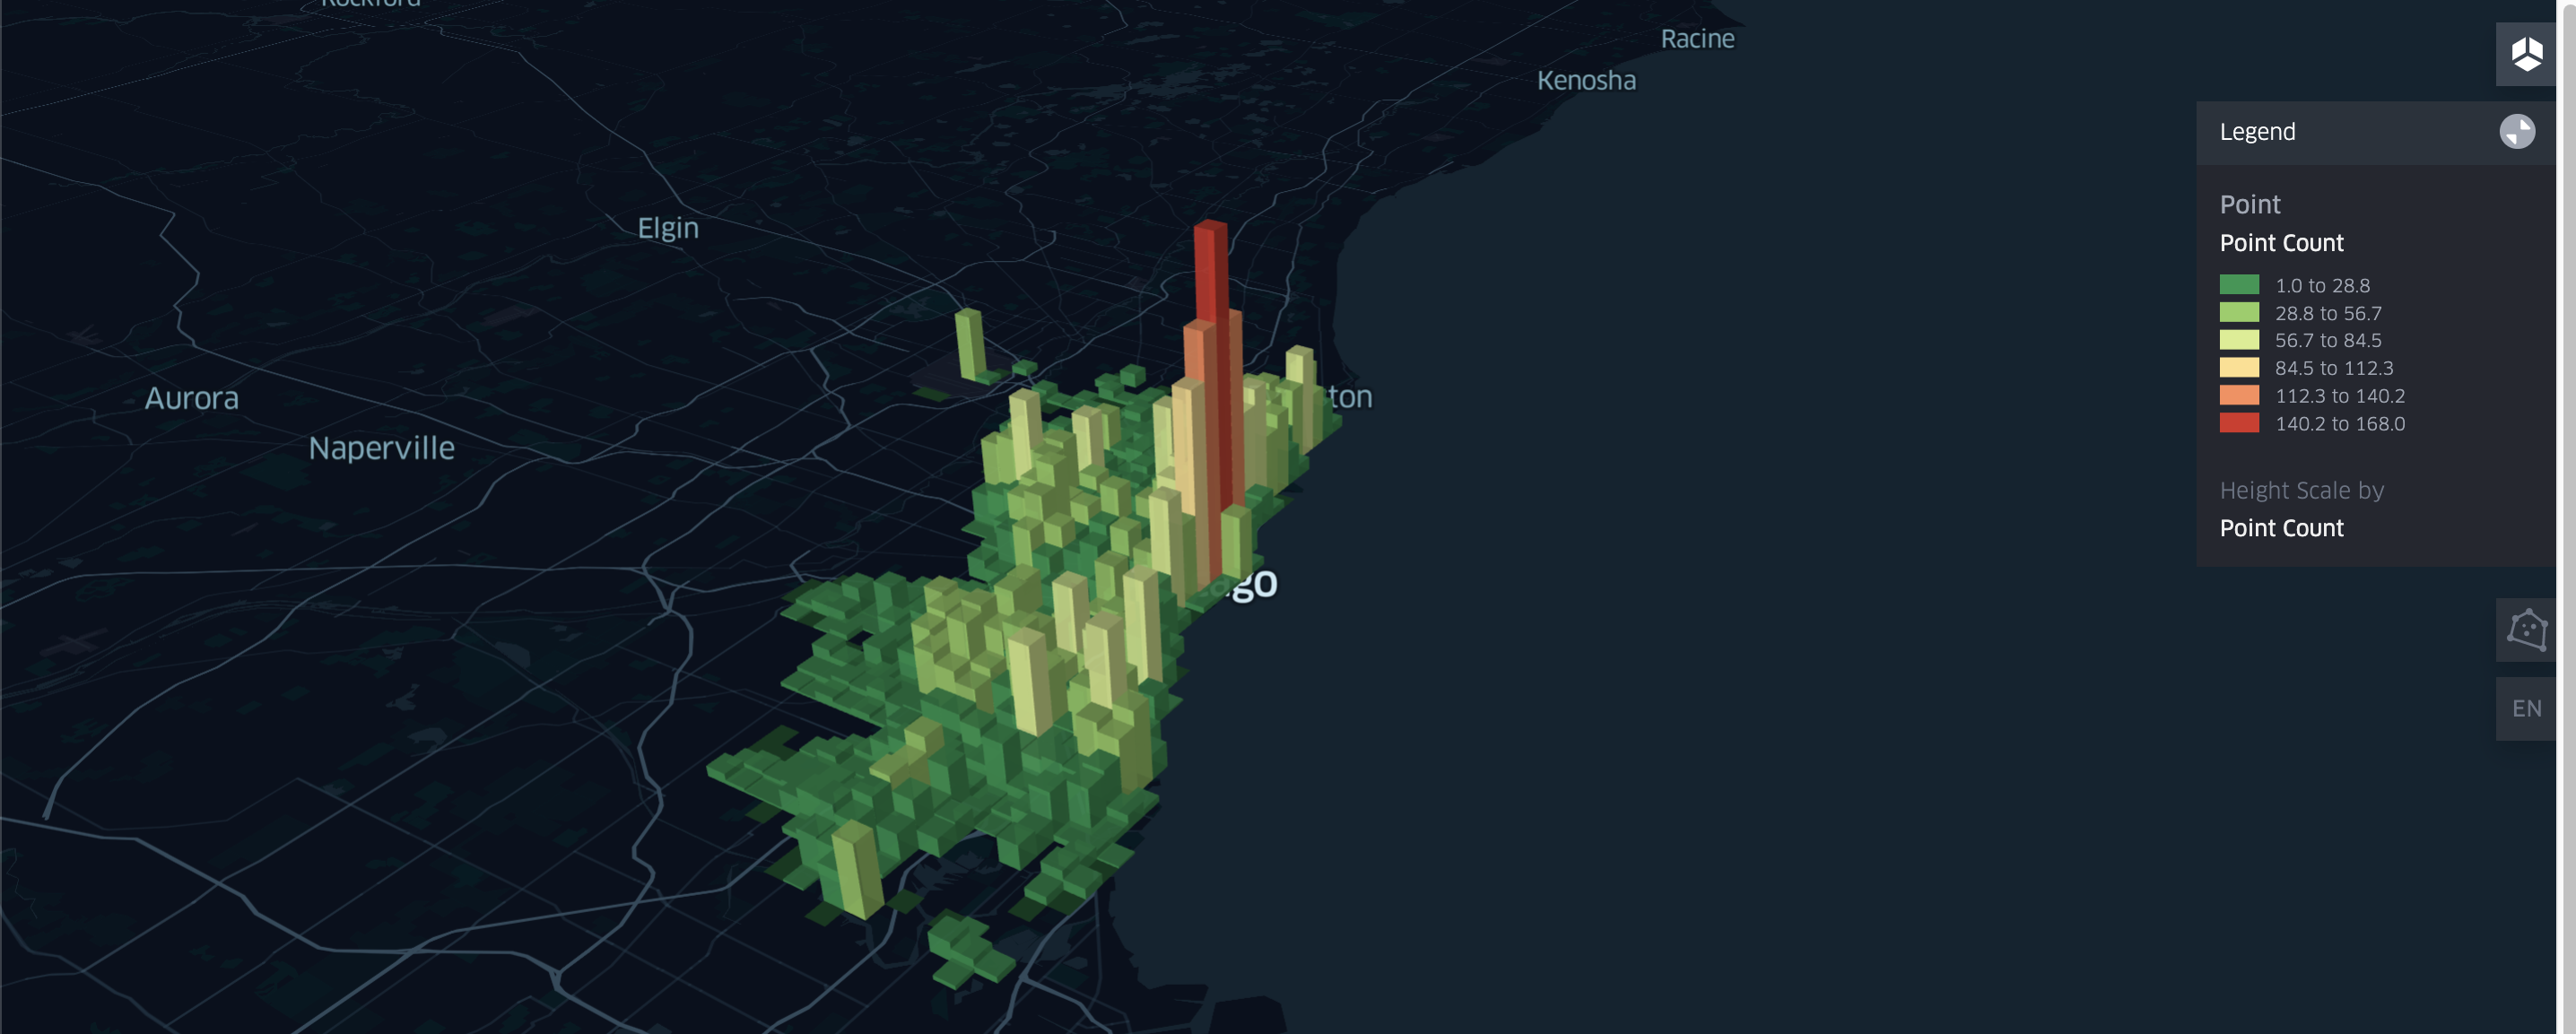 Racine
Kenosha
Elgin
Aurora
Naperville
ton
ago
Legend
Point
Point Count
1.0 to 28.8
28.8 to 56.7
56.7 to 84.5
84.5 to 112.3
112.3 to 140.2
140.2 to 168.0
Height Scale by
Point Count
EN